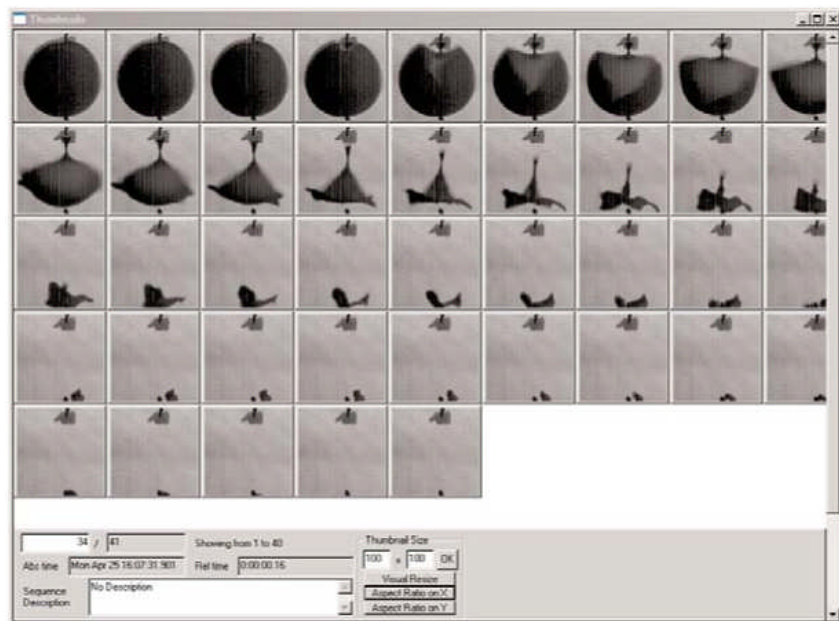 Thumbnails
34 / 41 Showing from 1 to 40
Abs time Mon Apr 25 16:07:31.901 Rel time 0:00:00.16
Sequence Description: No Description
Thumbnail Size
100 x 100 OK
Visual Resize
Aspect Ratio on X
Aspect Ratio on Y